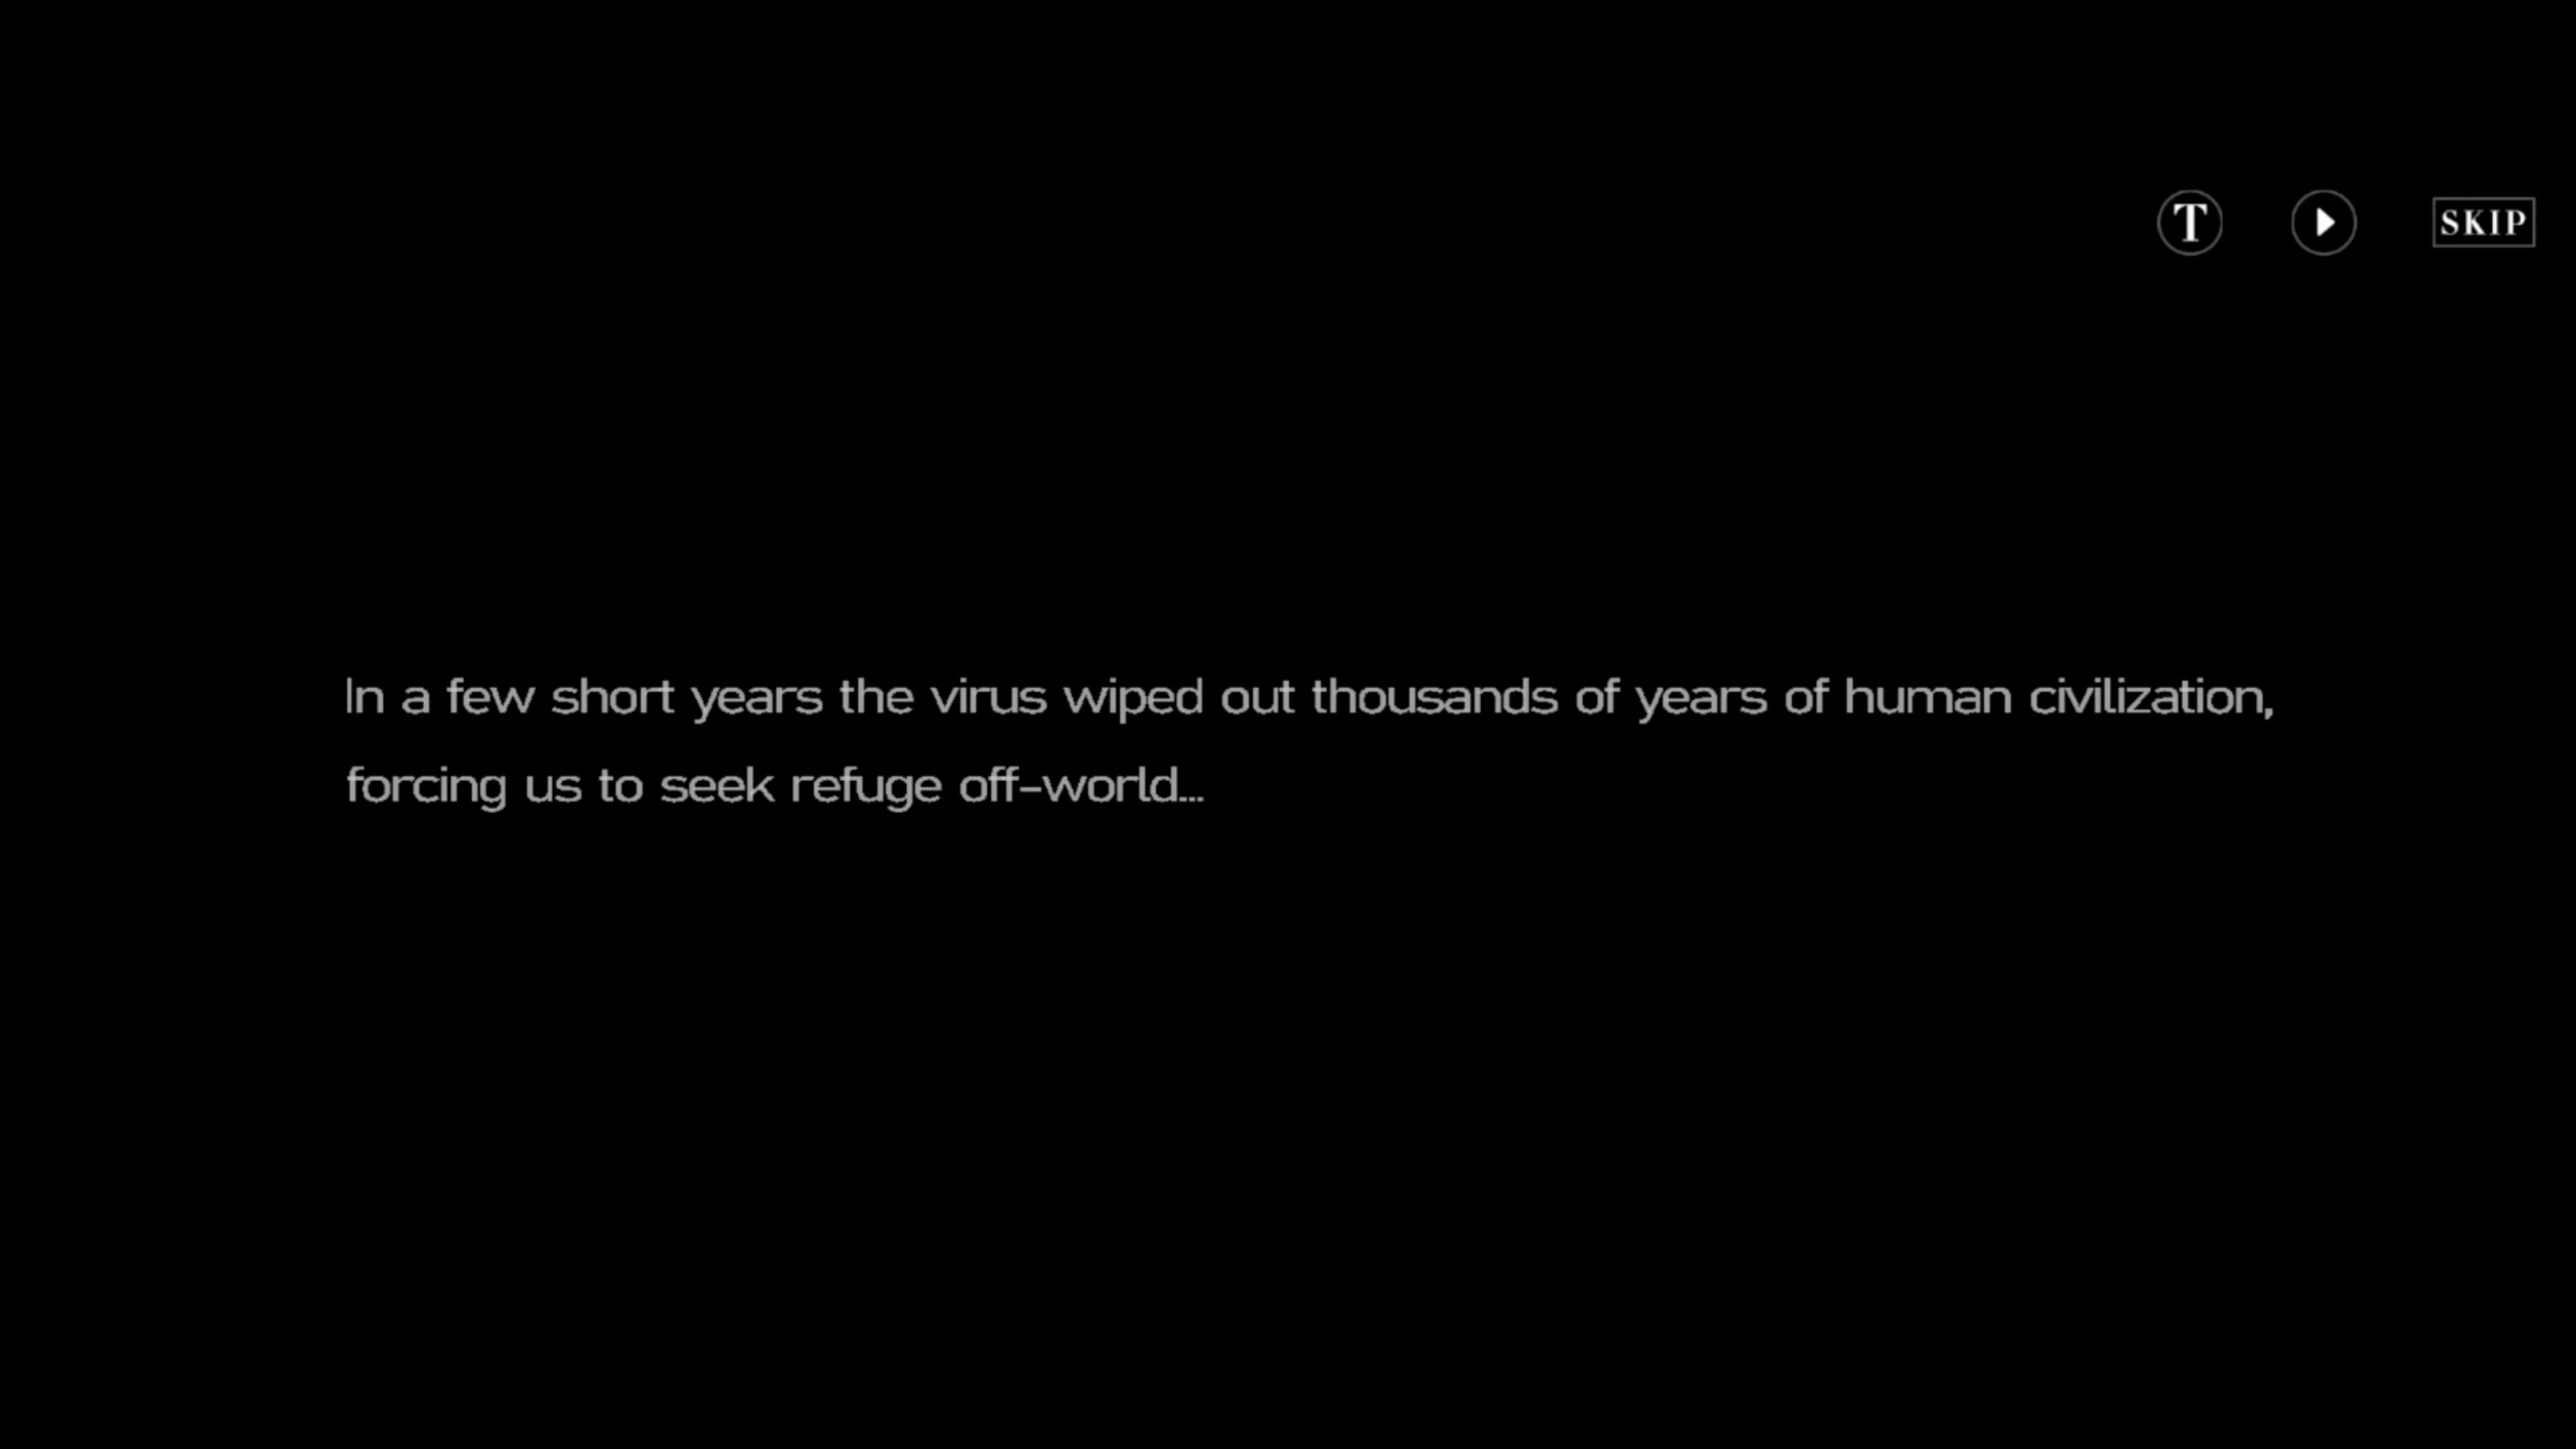 T SKIP
In a few short years the virus wiped out thousands of years of human civilization,
forcing us to seek refuge off-world...